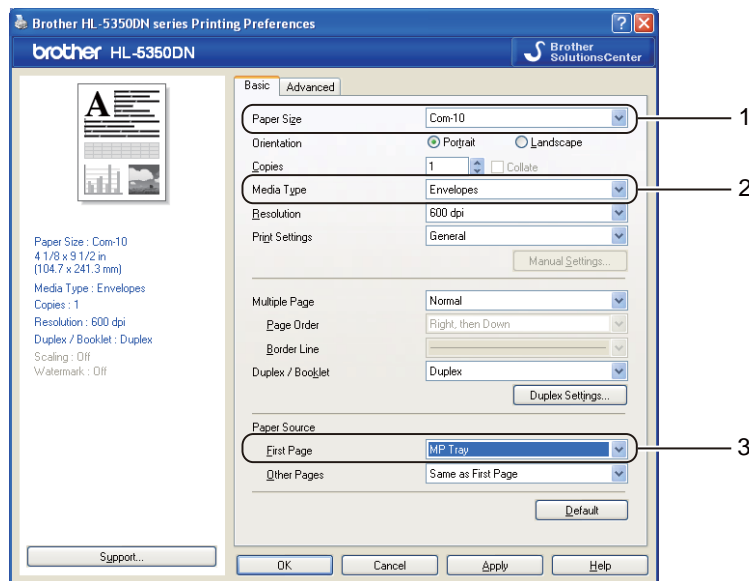 Brother HL-5350DN series Printing Preferences
brother HL-5350DN
Brother
SolutionsCenter
Basic Advanced
Paper Size Com-10 1
Orientation Portrait Landscape
Copies 1 Collate
Media Type Envelopes 2
Resolution 600 dpi
Print Settings General
Manual Settings...
Multiple Page Normal
Page Order Right, then Down
Border Line
Duplex / Booklet Duplex
Duplex Settings...
Paper Source
First Page MP Tray 3
Other Pages Same as First Page
Default
A
Paper Size : Com-10
4 1/8 x 9 1/2 in
(104.7 x 241.3 mm)
Media Type : Envelopes
Copies : 1
Resolution : 600 dpi
Duplex / Booklet : Duplex
Scaling : Off
Watermark : Off
Support...
OK Cancel Apply Help